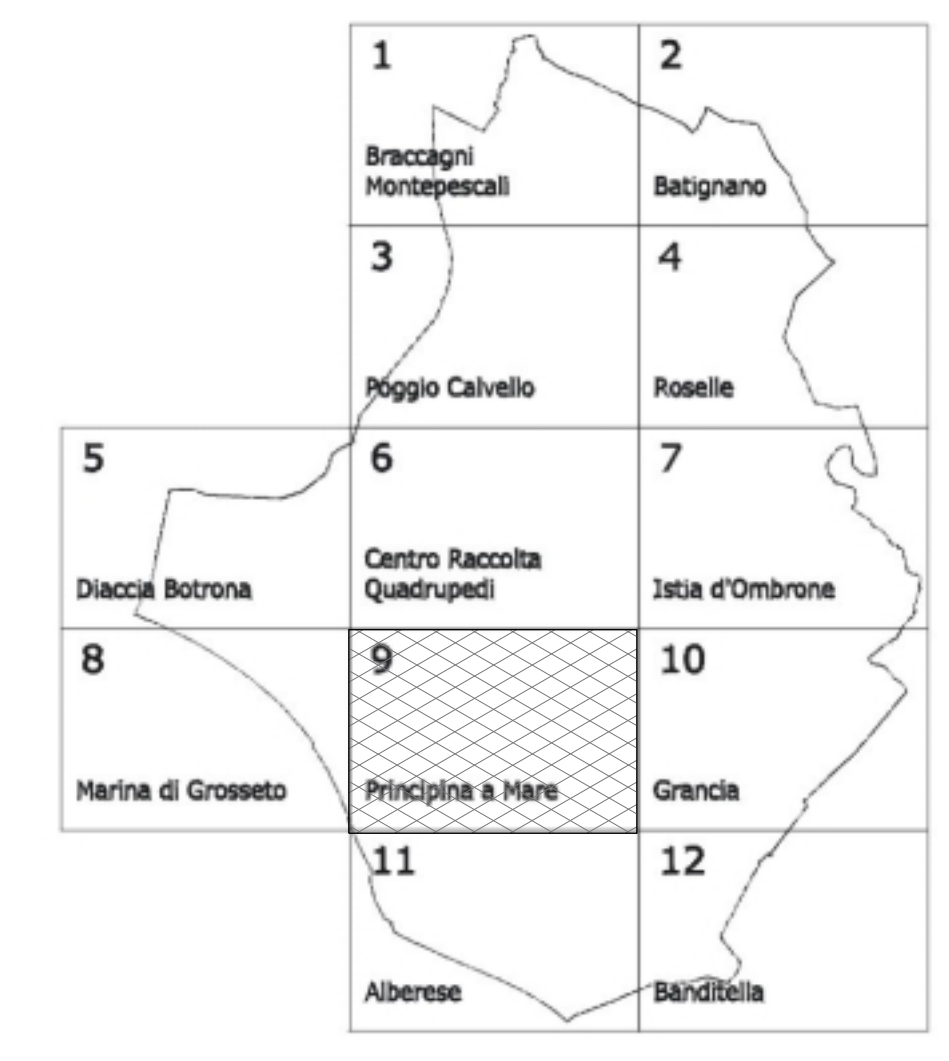 1
Braccagni
Montepescali
2
Batignano
3
Poggio Calvello
4
Roselle
5
Diaccia Botrona
6
Centro Raccolta
Quadrupedi
7
Istia d'Ombrone
8
Marina di Grosseto
9
Principina a Mare
10
Grancia
11
Alberese
12
Banditella